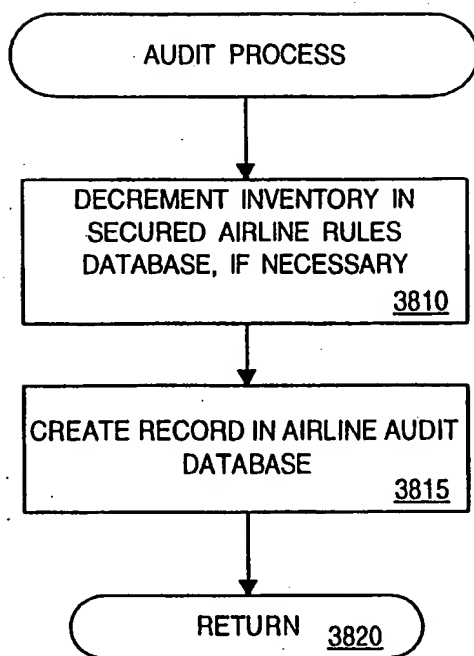 AUDIT PROCESS
DECREMENT INVENTORY IN
SECURED AIRLINE RULES
DATABASE, IF NECESSARY
3810
CREATE RECORD IN AIRLINE AUDIT
DATABASE
3815
RETURN 3820